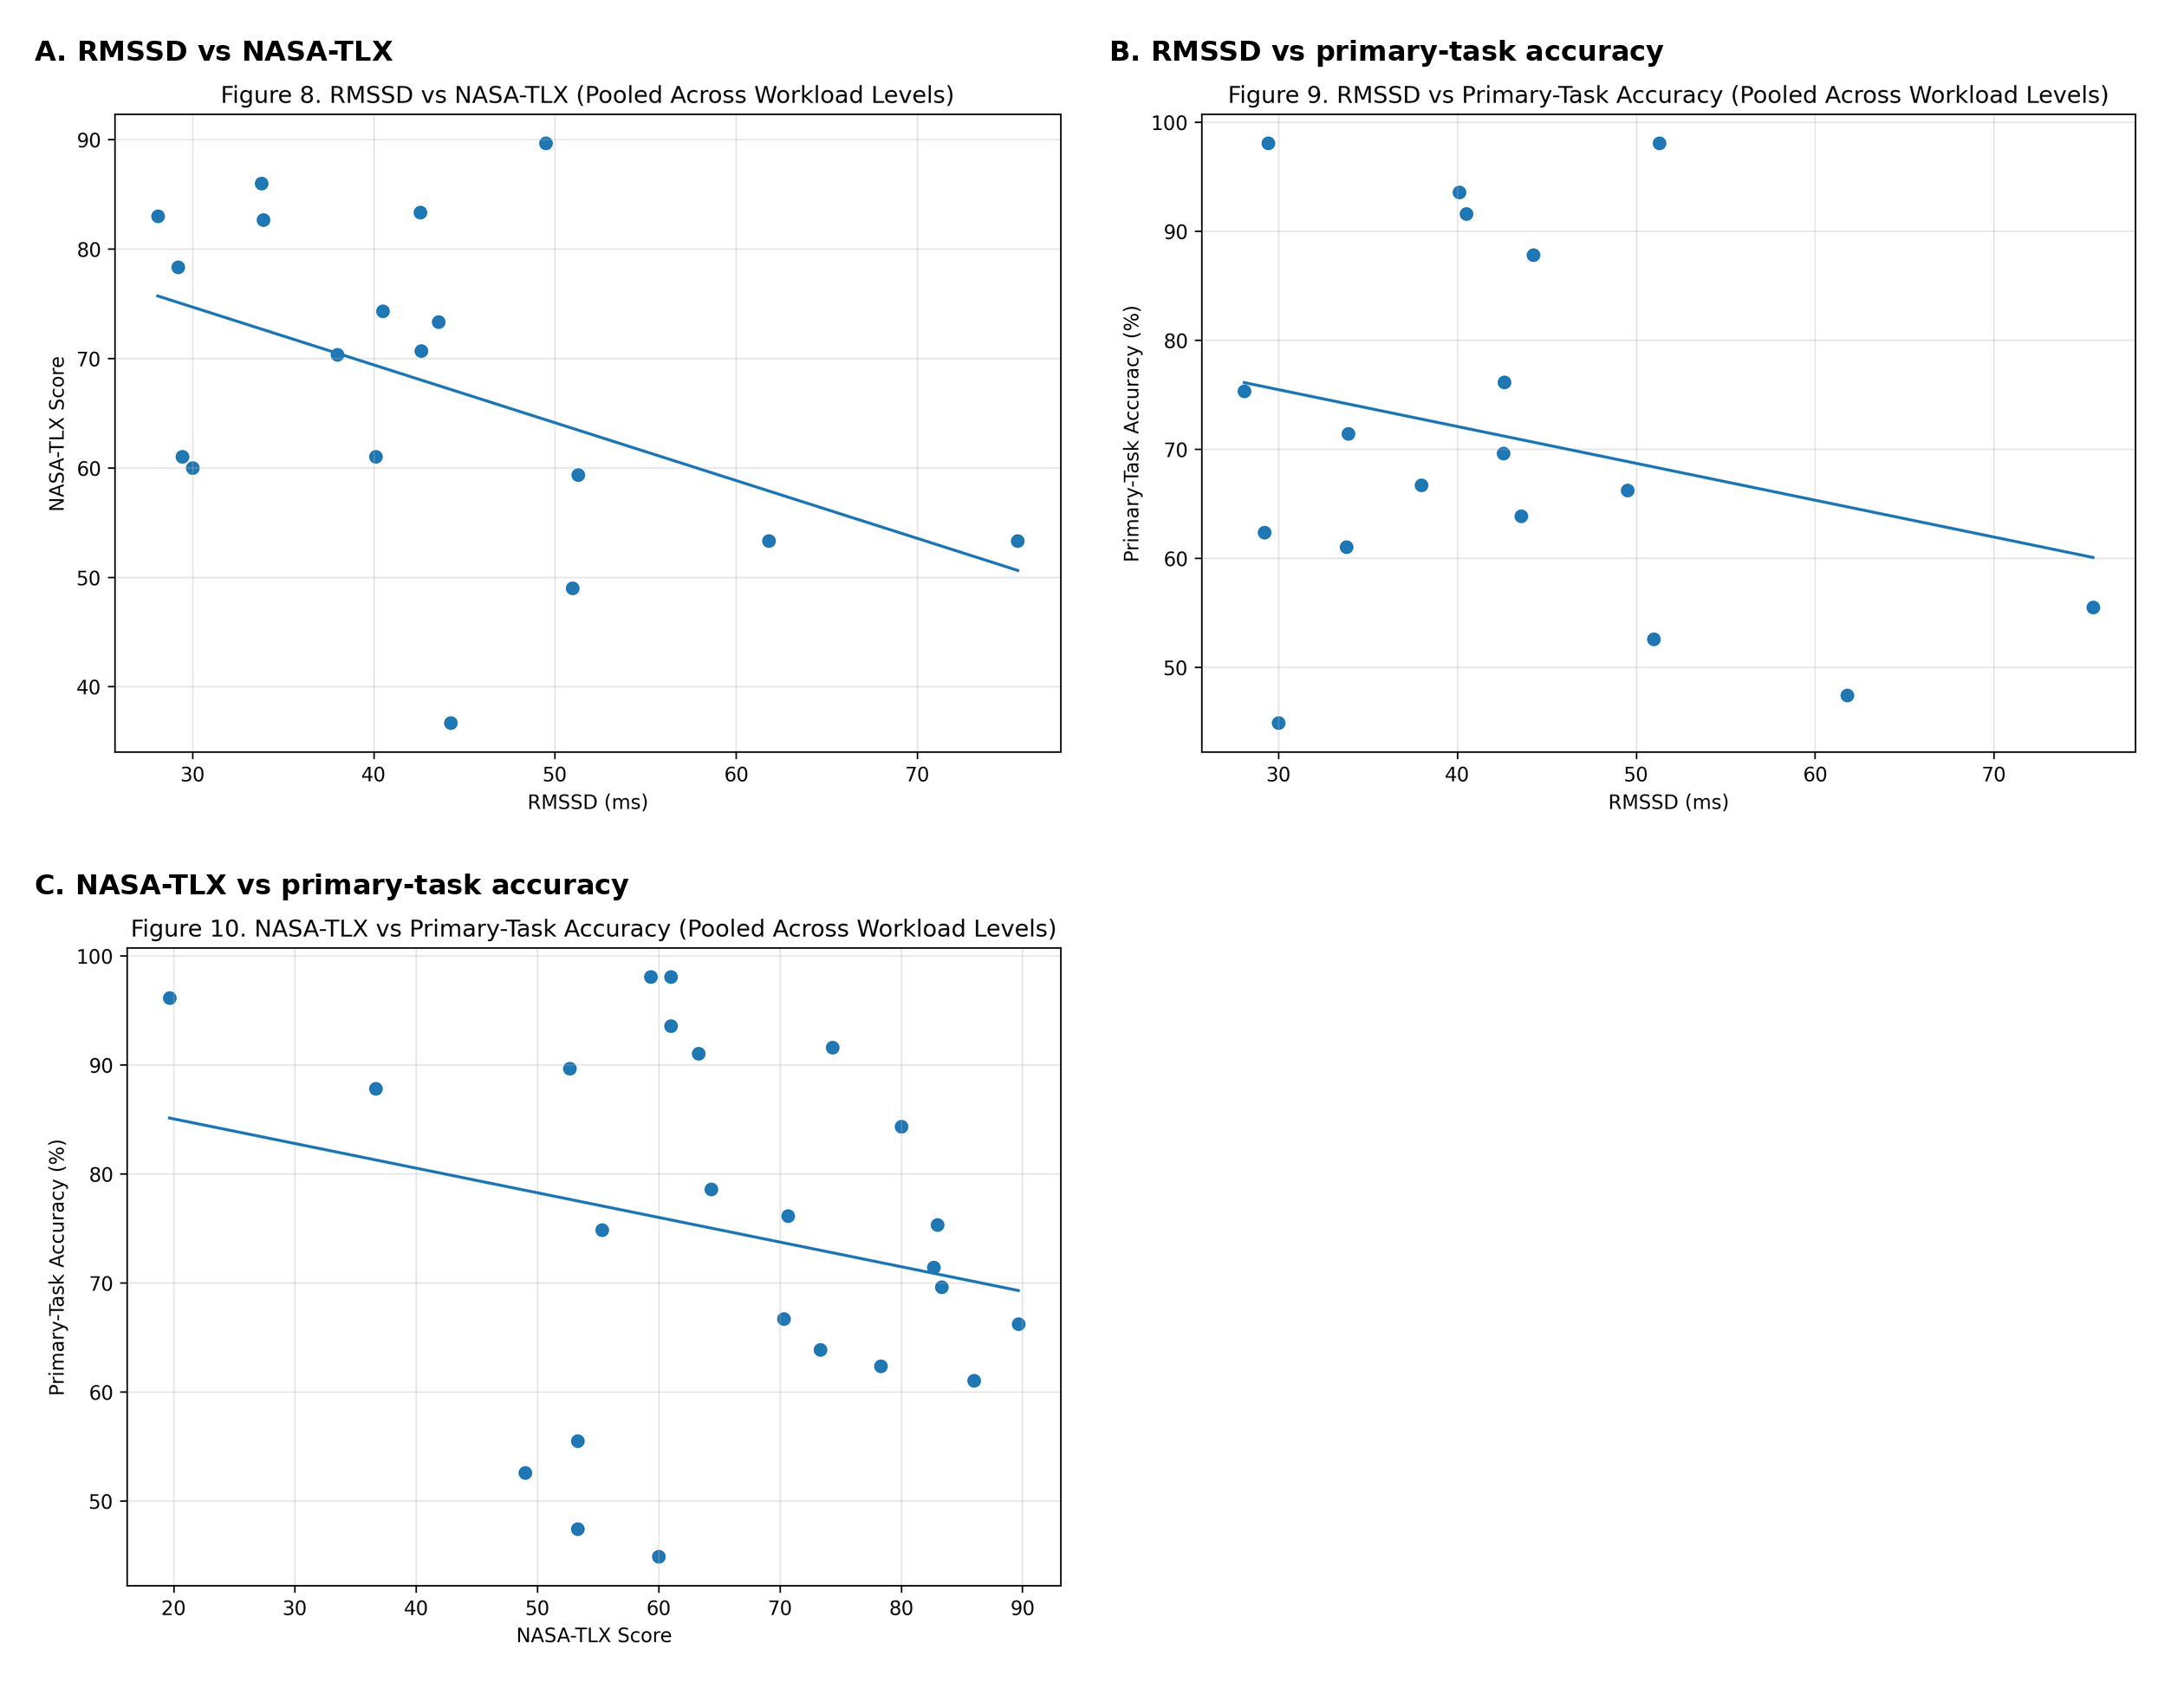 A. RMSSD vs NASA-TLX
Figure 8. RMSSD vs NASA-TLX (Pooled Across Workload Levels)
NASA-TLX Score
90
80
70
60
50
40
30 40 50 60 70
RMSSD (ms)
B. RMSSD vs primary-task accuracy
Figure 9. RMSSD vs Primary-Task Accuracy (Pooled Across Workload Levels)
Primary-Task Accuracy (%)
100
90
80
70
60
50
30 40 50 60 70
RMSSD (ms)
C. NASA-TLX vs primary-task accuracy
Figure 10. NASA-TLX vs Primary-Task Accuracy (Pooled Across Workload Levels)
Primary-Task Accuracy (%)
100
90
80
70
60
50
20 30 40 50 60 70 80 90
NASA-TLX Score